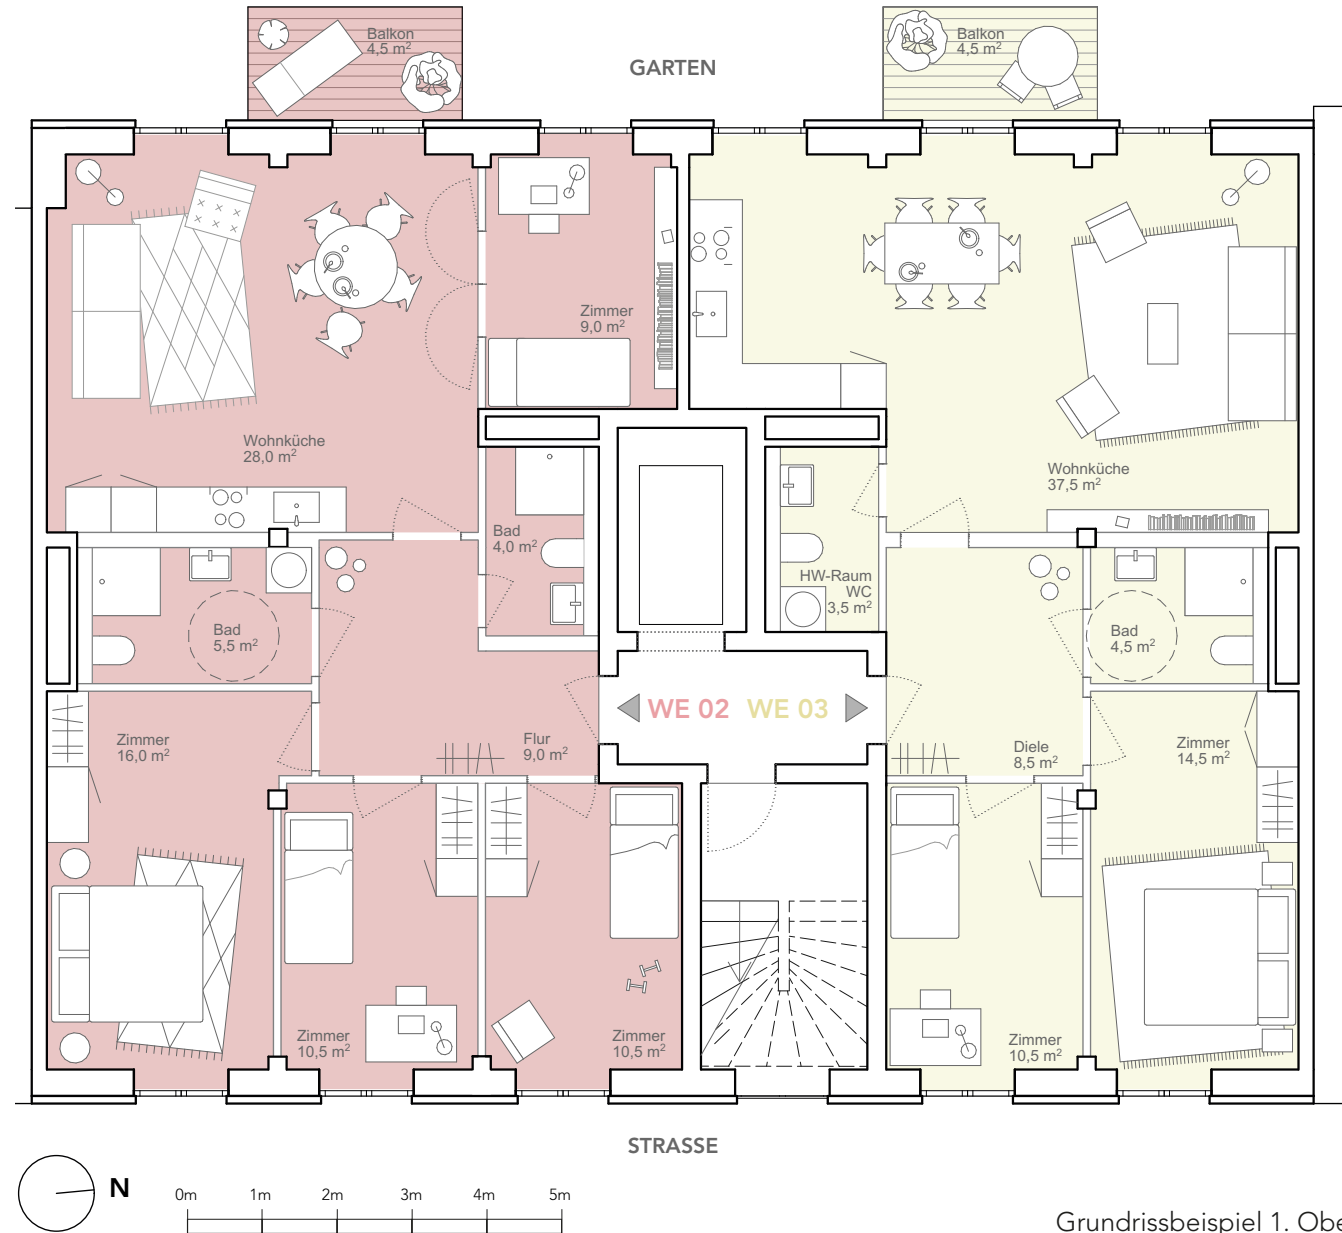 Balkon
4,5 m²
GARTEN
Balkon
4,5 m²
Zimmer
9,0 m²
Wohnküche
28,0 m²
Wohnküche
37,5 m²
Bad
4,0 m²
HW-Raum
WC
3,5 m²
Bad
5,5 m²
Bad
4,5 m²
WE 02 WE 03
Zimmer
16,0 m²
Flur
9,0 m²
Diele
8,5 m²
Zimmer
14,5 m²
Zimmer
10,5 m²
Zimmer
10,5 m²
Zimmer
10,5 m²
STRASSE
N
0m 1m 2m 3m 4m 5m
Grundrissbeispiel 1. Obe